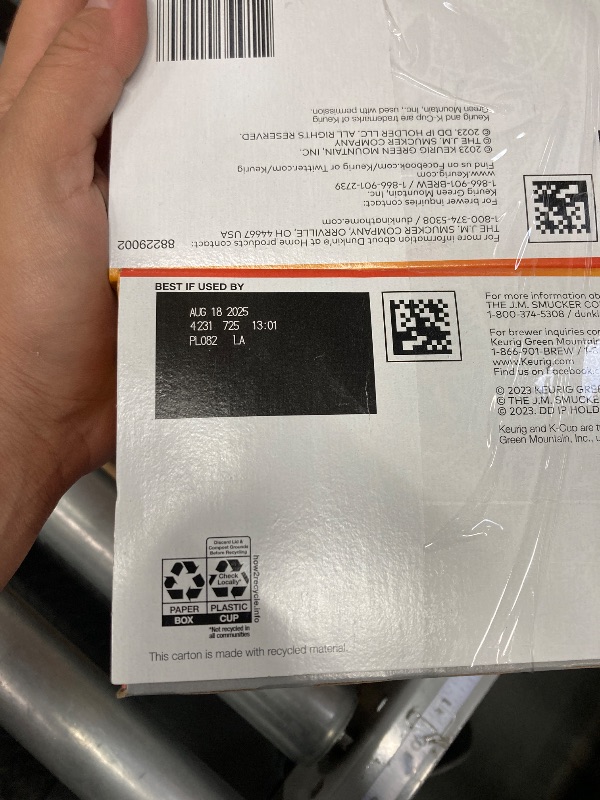 Green Mountain, Inc., used with permission.
Keurig and K-Cup are trademarks of Keurig
© 2023. DD IP HOLDER LLC. ALL RIGHTS RESERVED.
© THE J.M. SMUCKER COMPANY
© 2023 KEURIG GREEN MOUNTAIN, INC.
Find us on Facebook.com/Keurig or Twitter.com/Keurig
www.Keurig.com
1-866-901-BREW / 1-866-901-2739
Keurig Green Mountain, Inc.
For brewer inquiries contact:
1-800-374-5308 / dunkinathome.com
THE J.M. SMUCKER COMPANY, ORRVILLE, OH 44667 USA
For more information about Dunkin' at Home products contact:
88229002
BEST IF USED BY
AUG 18 2025
4231 725 13:01
PL082 LA
For more information
THE J.M. SMUCKER
1-800-374-5308 /
For brewer inquiries
Keurig Green Mountain
1-866-901-BREW /
www.Keurig.com
Find us on
© 2023 KEURIG
© THE J.M. SMUCKER
© 2023. DD IP HOLD
Keurig and K-Cup are
Green Mountain, Inc.,
Discard Lid &
Compost Grounds
Before Recycling
Check
Locally*
PAPER PLASTIC
BOX CUP
*Not recycled in
all communities
how2recycle.info
This carton is made with recycled material.